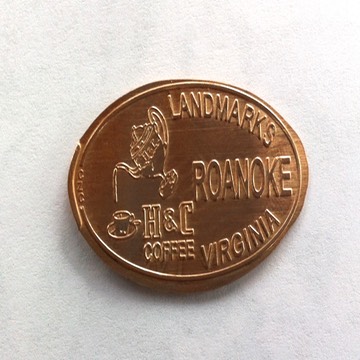 LANDMARKS
ROANOKE
VIRGINIA
H&C
COFFEE